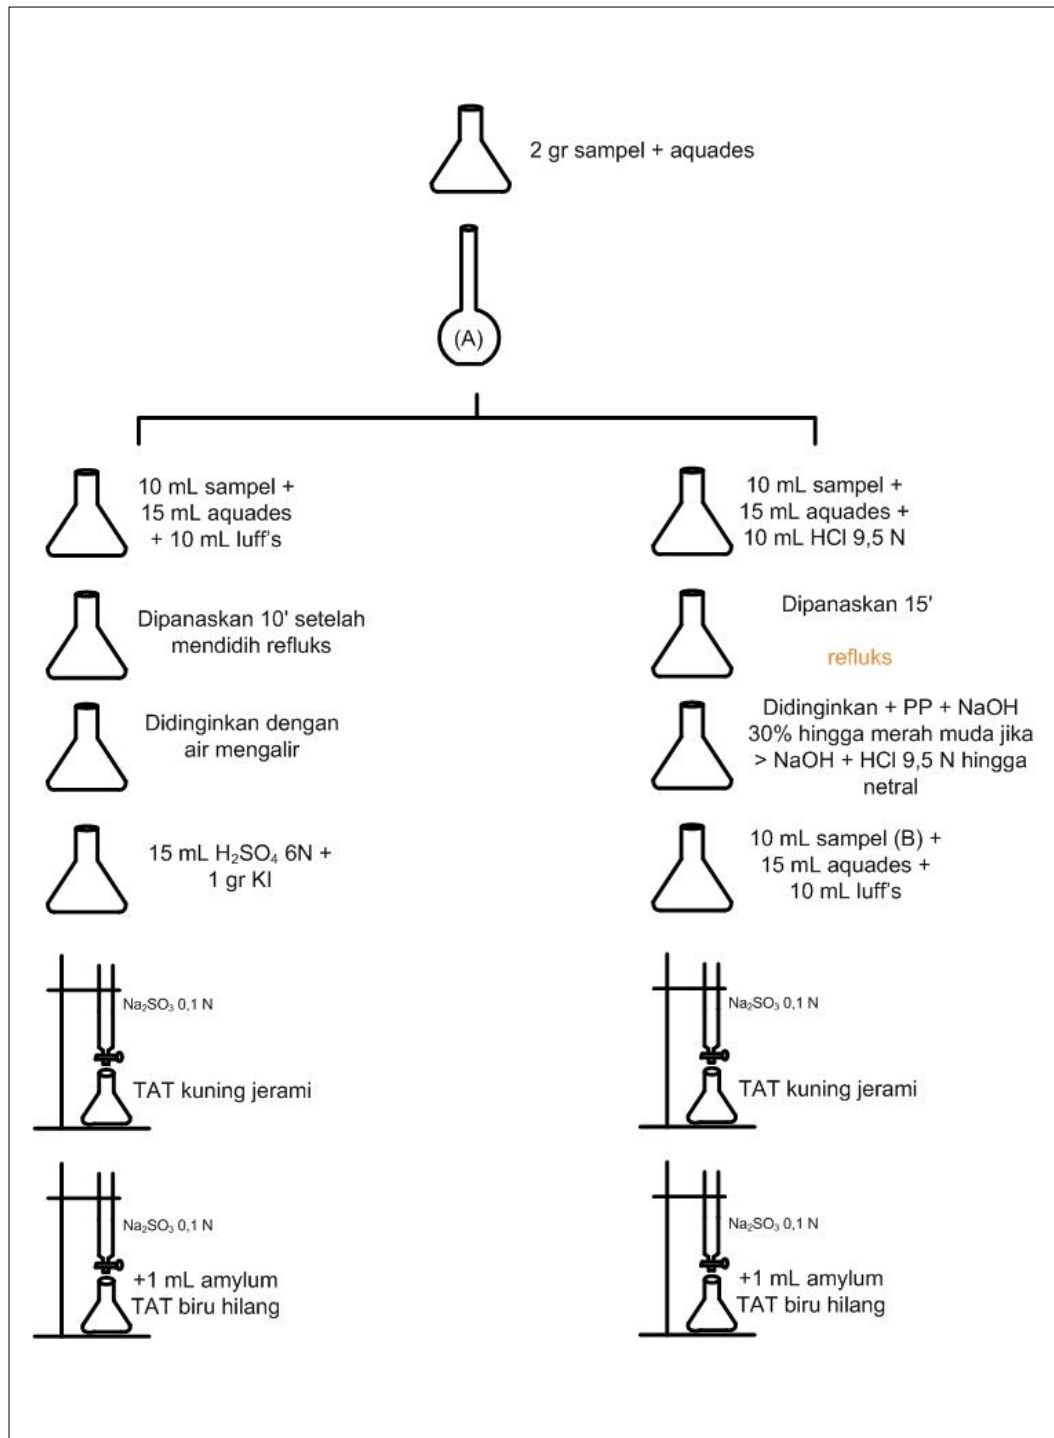 2 gr sampel + aquades
(A)
10 mL sampel +
15 mL aquades
+ 10 mL luff's
Dipanaskan 10' setelah
mendidih refluks
Didinginkan dengan
air mengalir
15 mL H₂SO₄ 6N +
1 gr KI
Na₂SO₃ 0,1 N
TAT kuning jerami
Na₂SO₃ 0,1 N
+1 mL amylum
TAT biru hilang
10 mL sampel +
15 mL aquades +
10 mL HCl 9,5 N
Dipanaskan 15'
refluks
Didinginkan + PP + NaOH
30% hingga merah muda jika
> NaOH + HCl 9,5 N hingga
netral
10 mL sampel (B) +
15 mL aquades +
10 mL luff's
Na₂SO₃ 0,1 N
TAT kuning jerami
Na₂SO₃ 0,1 N
+1 mL amylum
TAT biru hilang